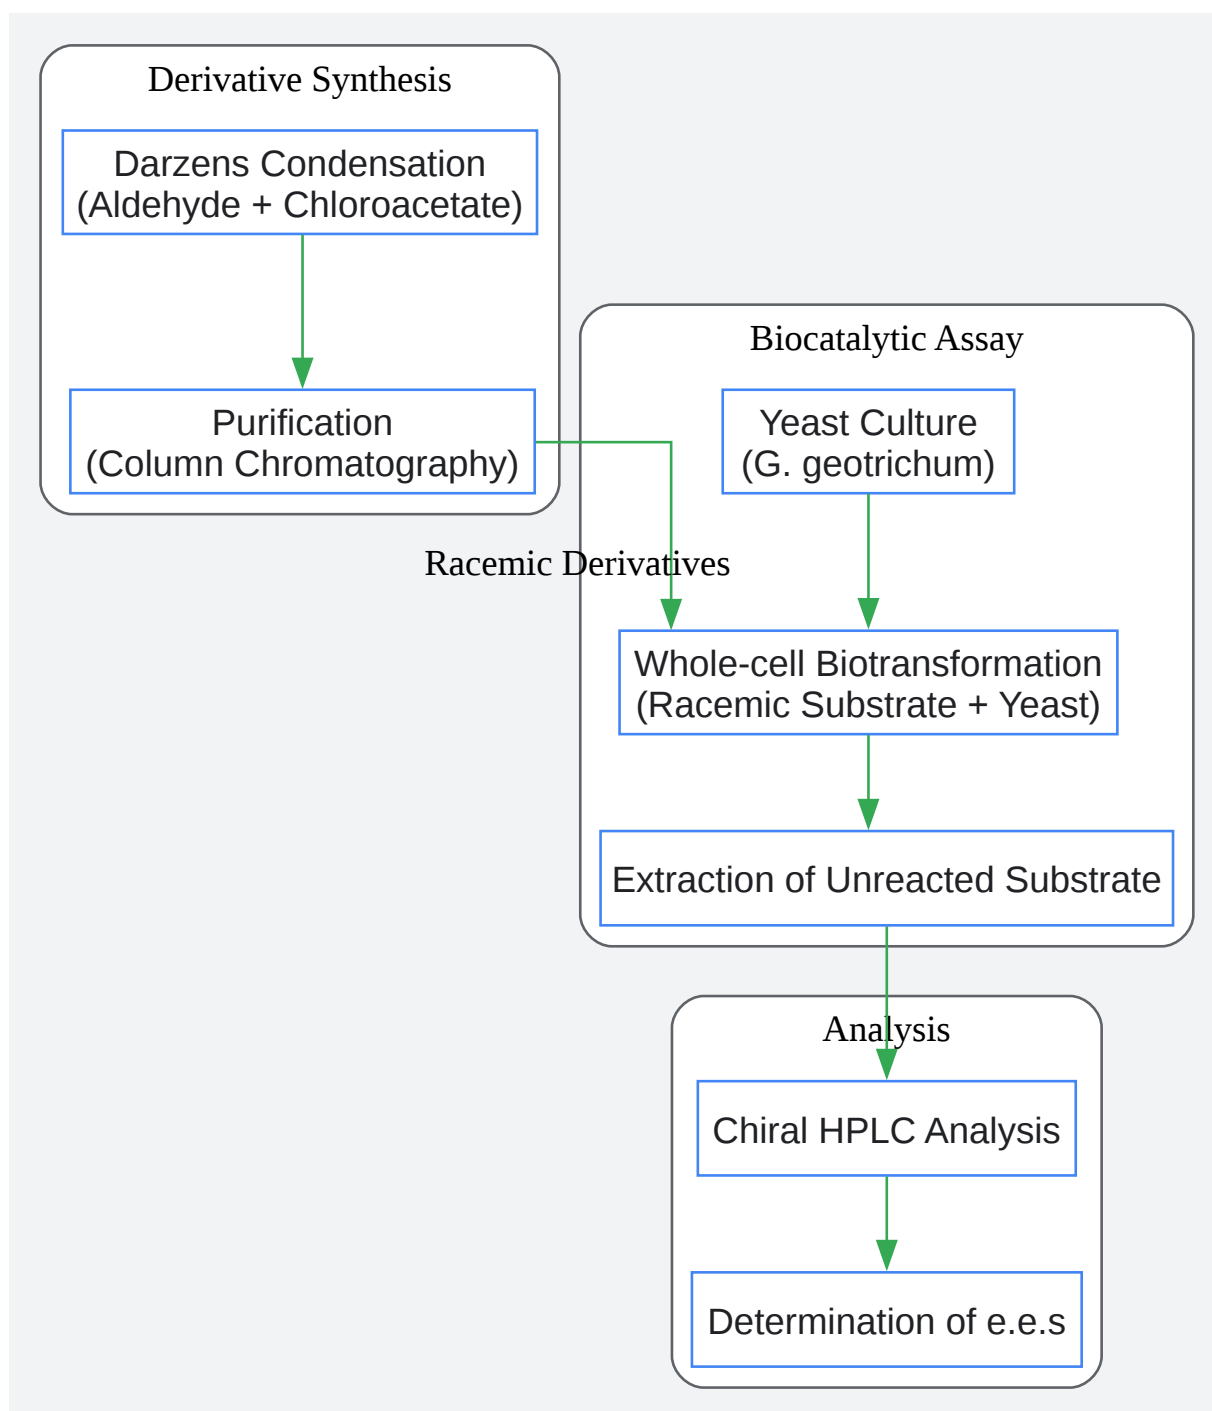 Derivative Synthesis
Darzens Condensation
(Aldehyde + Chloroacetate)
Purification
(Column Chromatography)
Racemic Derivatives
Biocatalytic Assay
Yeast Culture
(G. geotrichum)
Whole-cell Biotransformation
(Racemic Substrate + Yeast)
Extraction of Unreacted Substrate
Analysis
Chiral HPLC Analysis
Determination of e.e.s